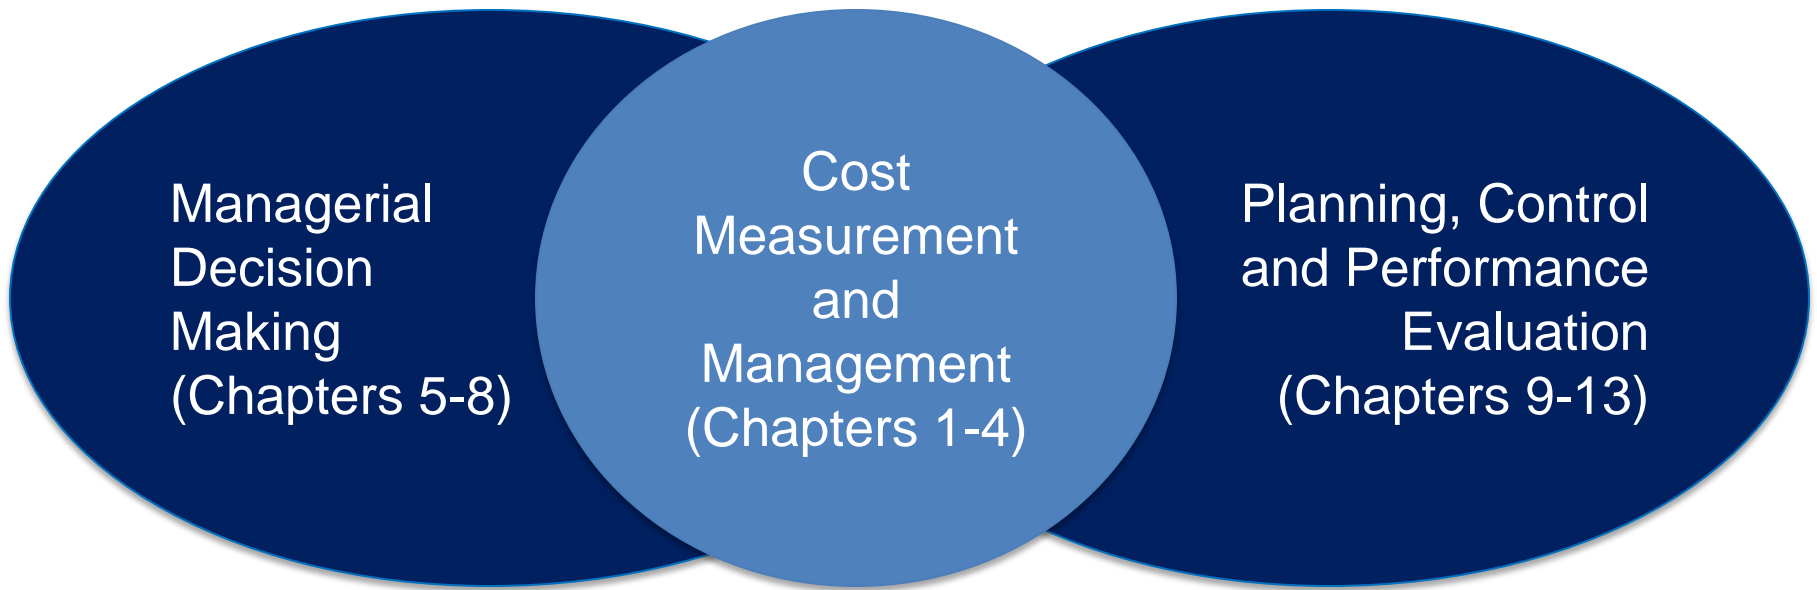 Managerial
Decision
Making
(Chapters 5-8)
Cost
Measurement
and
Management
(Chapters 1-4)
Planning, Control
and Performance
Evaluation
(Chapters 9-13)